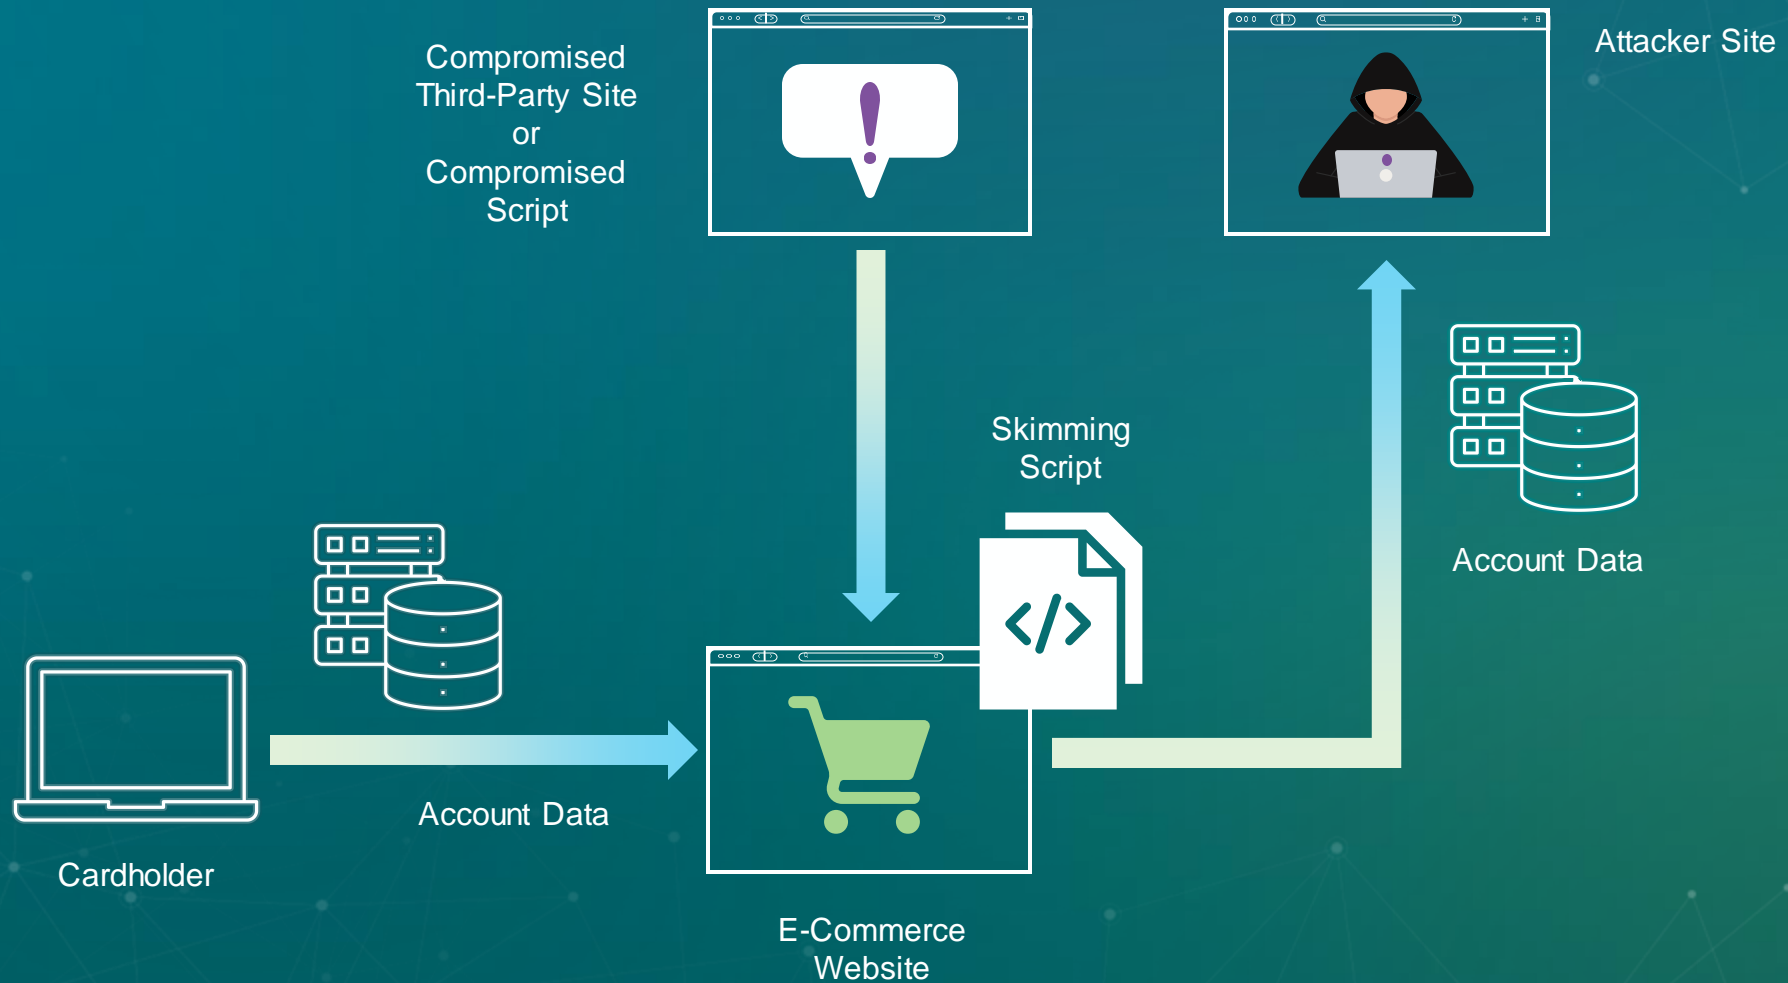 Compromised
Third-Party Site
or
Compromised
Script
Attacker Site
Skimming
Script
Account Data
Account Data
Cardholder
E-Commerce
Website